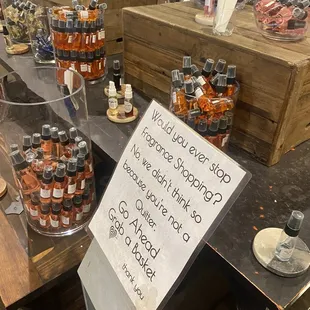 Would you ever stop
Fragrance Shopping?
No, we didn't think so
because you're not a
Quitter.
Go Ahead
Grab a Basket
thank you